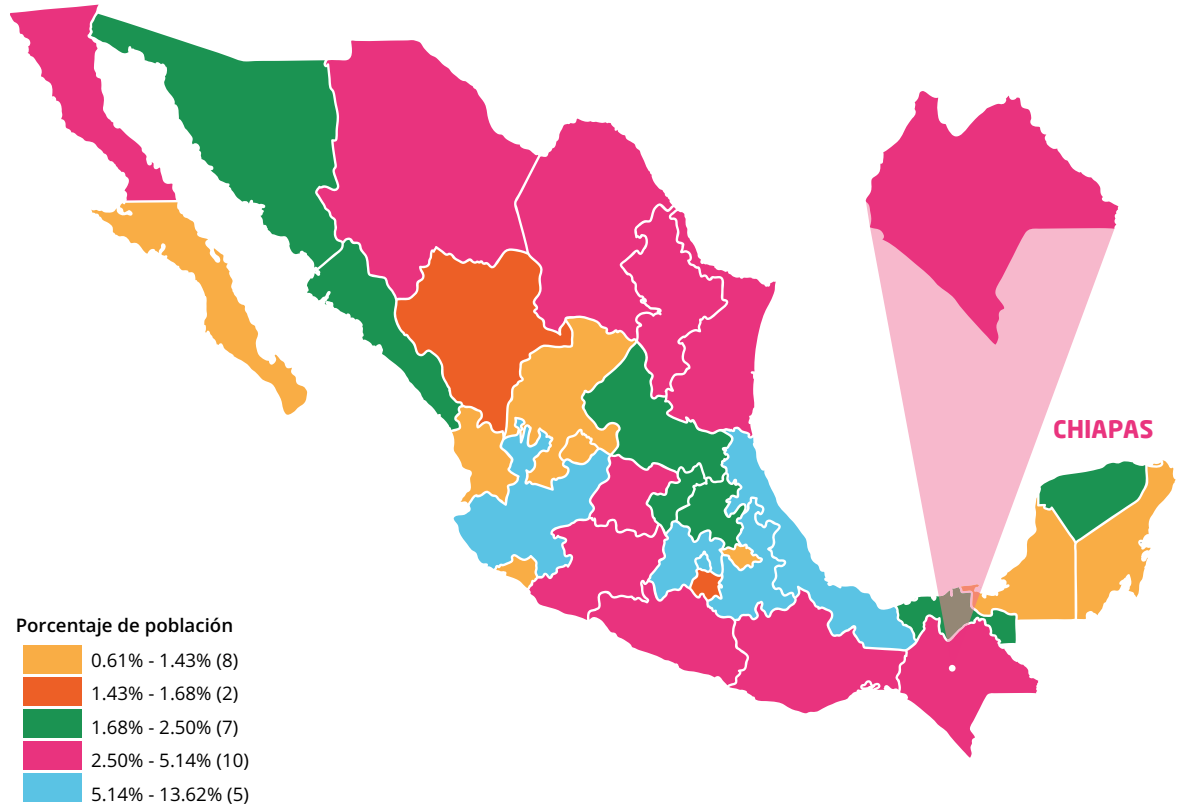 CHIAPAS
Porcentaje de población
0.61% - 1.43% (8)
1.43% - 1.68% (2)
1.68% - 2.50% (7)
2.50% - 5.14% (10)
5.14% - 13.62% (5)